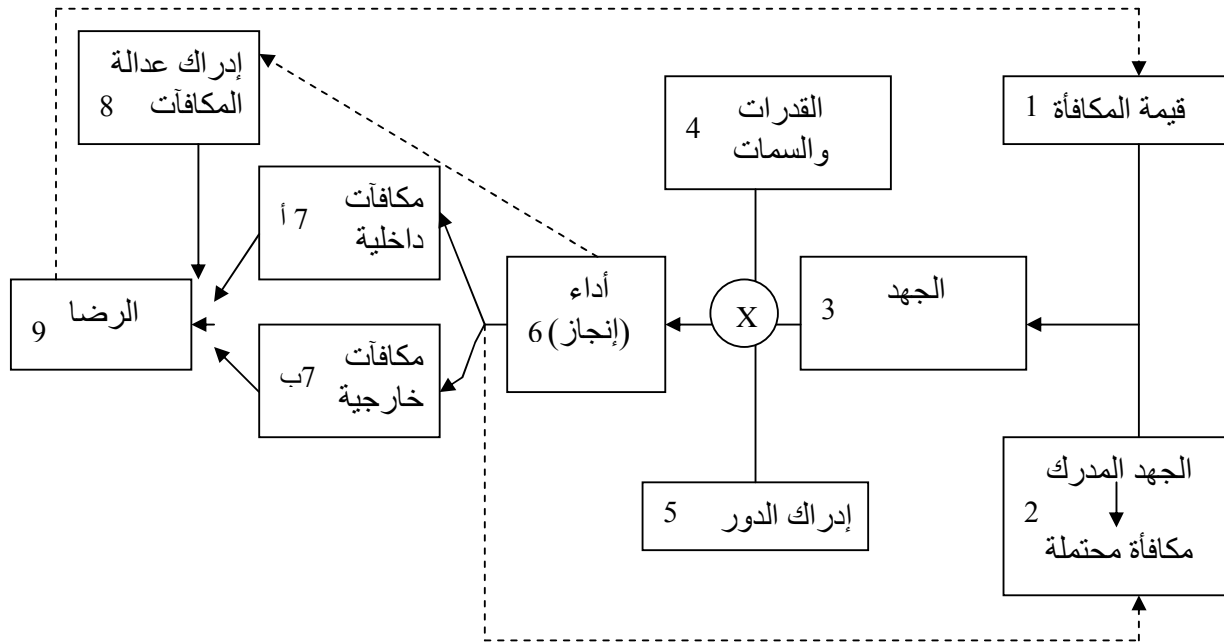 قيمة المكافأة 1
القدرات
والسمات 4
إدراك عدالة
المكافآت 8
مكافآت
داخلية 7 أ
أداء
(إنجاز) 6
X
الجهد
3
الرضا
9
مكافآت
خارجية 7ب
إدراك الدور 5
الجهد المدرك
2
مكافأة محتملة